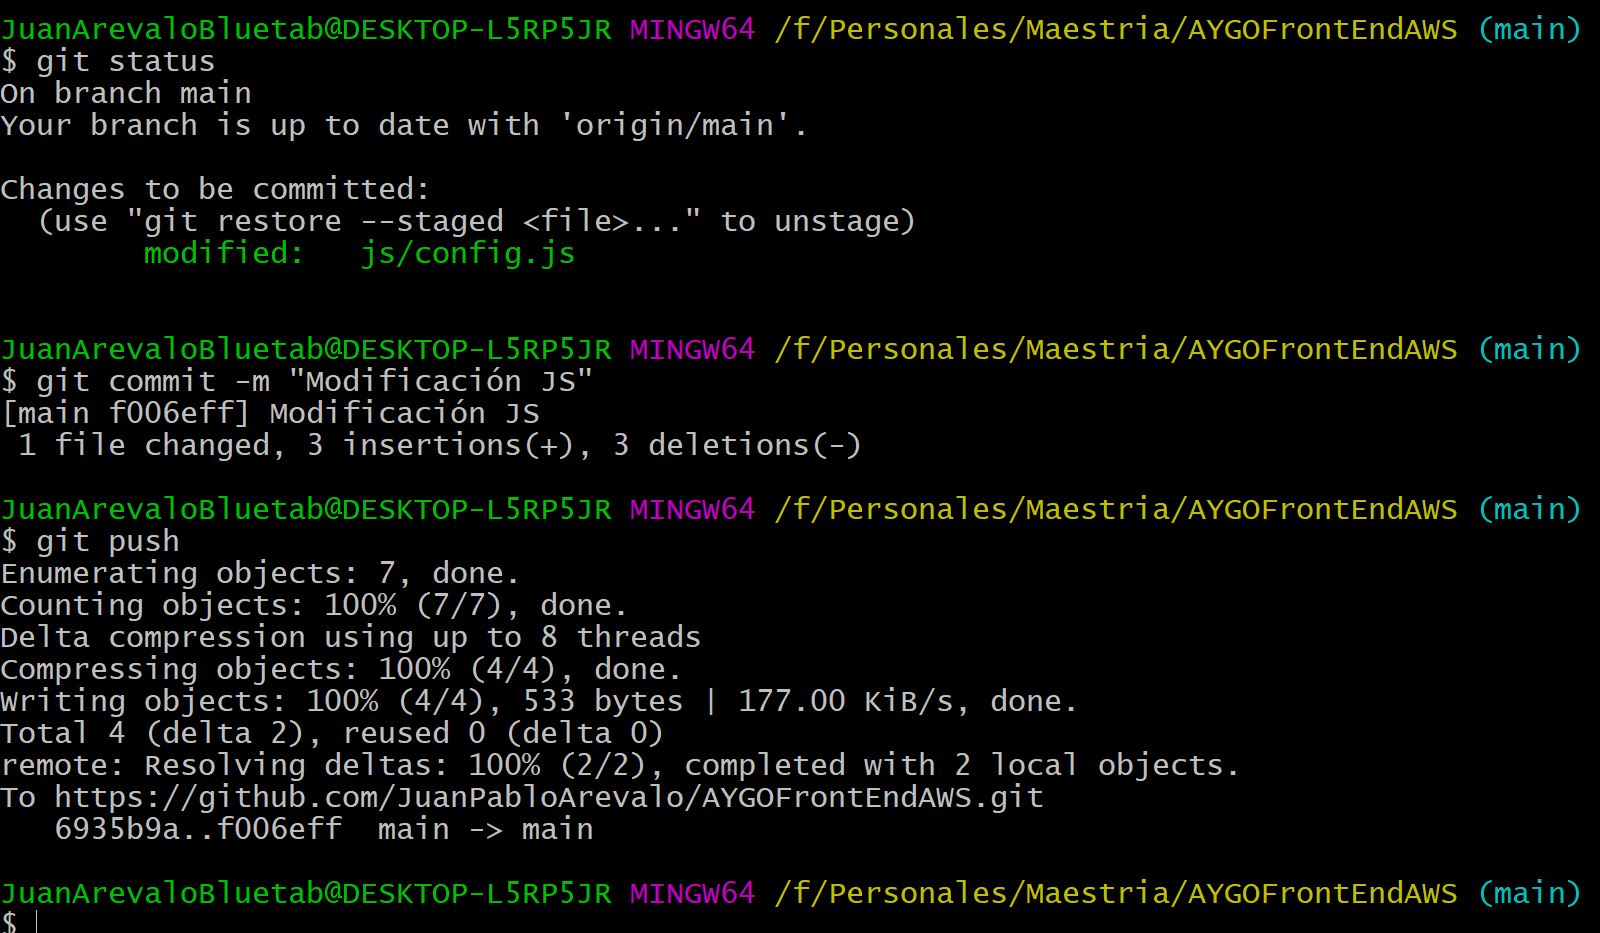 JuanArevaloBluetab@DESKTOP-L5RP5JR MINGW64 /f/Personales/Maestria/AYGOFrontEndAWS (main)
$ git status
On branch main
Your branch is up to date with 'origin/main'.
Changes to be committed:
  (use "git restore --staged <file>..." to unstage)
        modified:   js/config.js
JuanArevaloBluetab@DESKTOP-L5RP5JR MINGW64 /f/Personales/Maestria/AYGOFrontEndAWS (main)
$ git commit -m "Modificación JS"
[main f006eff] Modificación JS
 1 file changed, 3 insertions(+), 3 deletions(-)
JuanArevaloBluetab@DESKTOP-L5RP5JR MINGW64 /f/Personales/Maestria/AYGOFrontEndAWS (main)
$ git push
Enumerating objects: 7, done.
Counting objects: 100% (7/7), done.
Delta compression using up to 8 threads
Compressing objects: 100% (4/4), done.
Writing objects: 100% (4/4), 533 bytes | 177.00 KiB/s, done.
Total 4 (delta 2), reused 0 (delta 0)
remote: Resolving deltas: 100% (2/2), completed with 2 local objects.
To https://github.com/JuanPabloArevalo/AYGOFrontEndAWS.git
   6935b9a..f006eff  main -> main
JuanArevaloBluetab@DESKTOP-L5RP5JR MINGW64 /f/Personales/Maestria/AYGOFrontEndAWS (main)
$